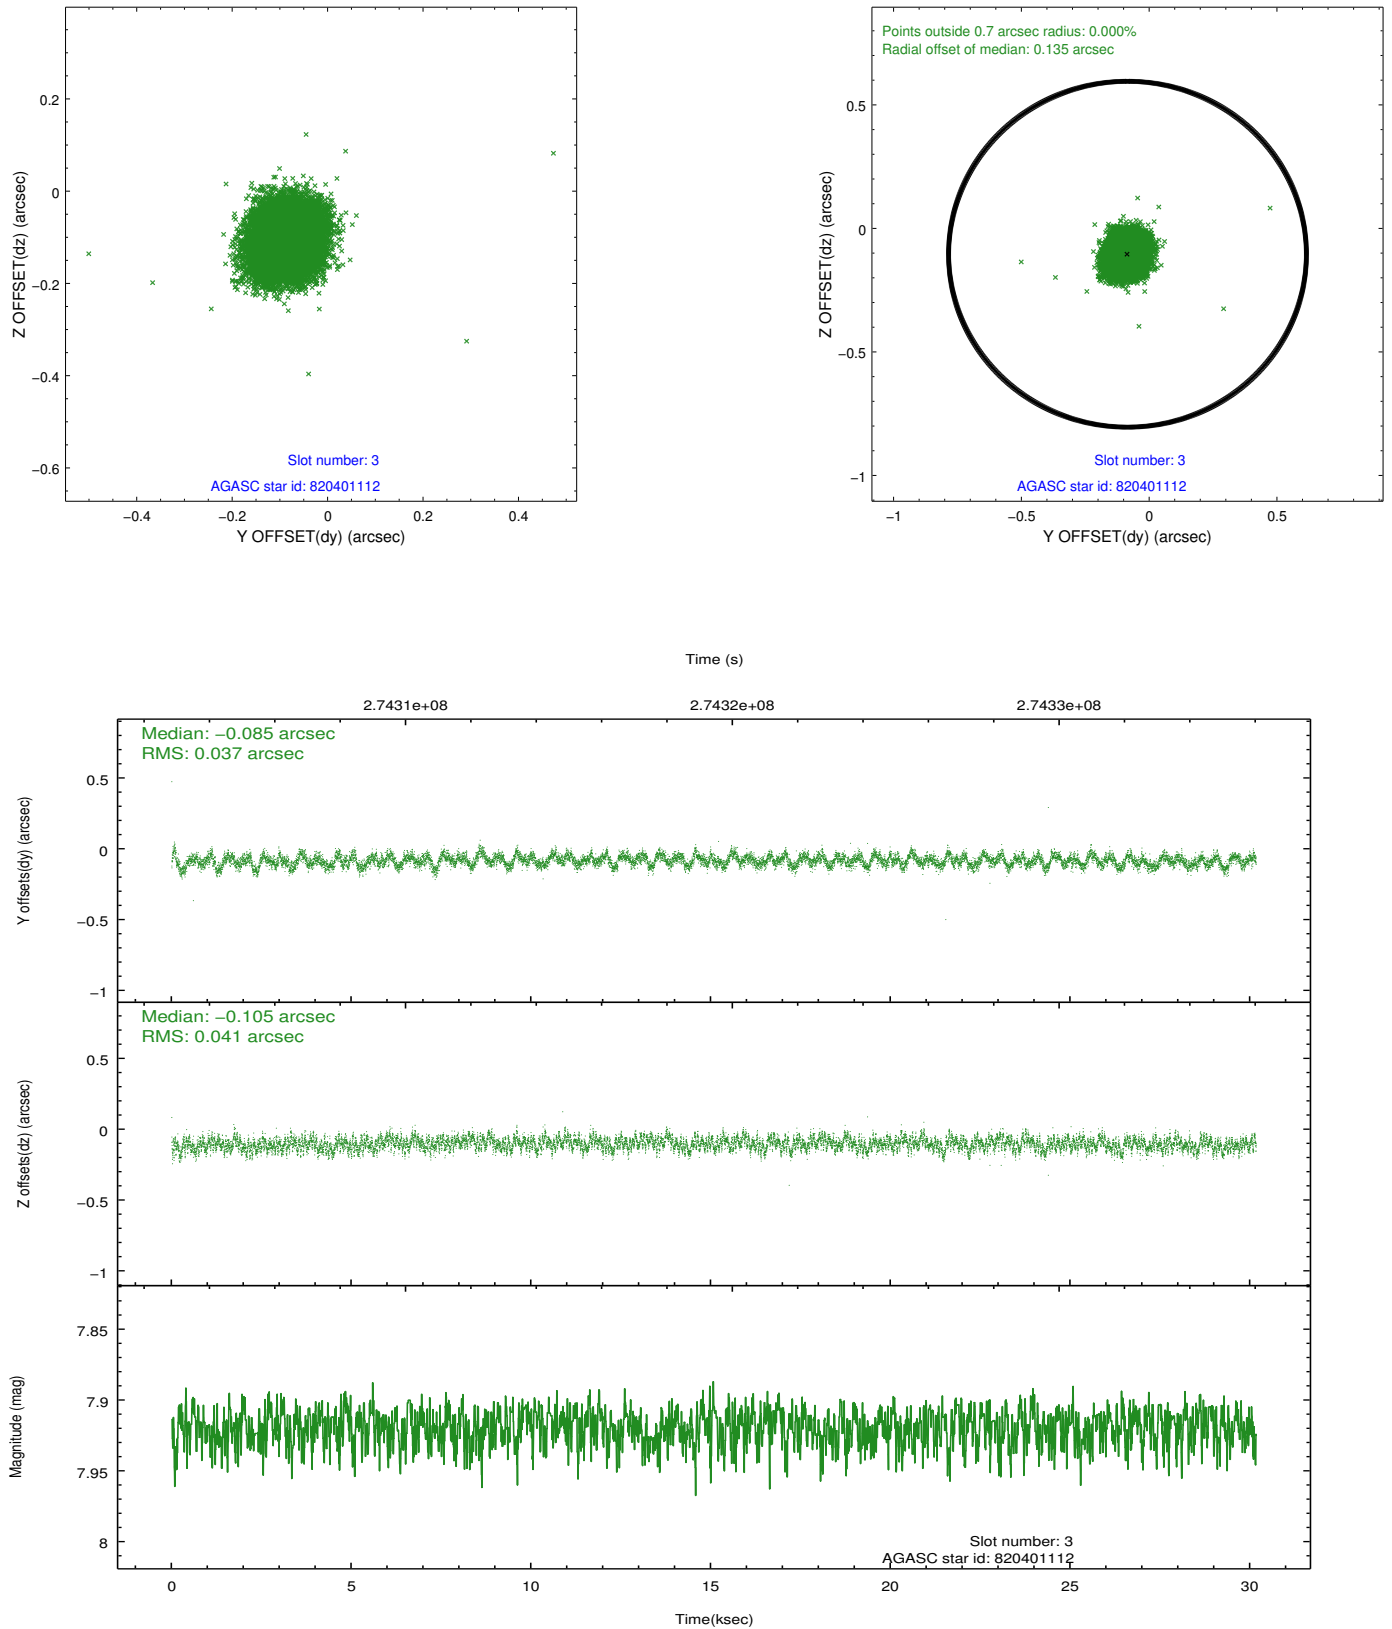 0.2
0
−0.2
−0.4
−0.6
Z OFFSET(dz) (arcsec)
Slot number: 3
AGASC star id: 820401112
−0.4
−0.2
0
0.2
0.4
Y OFFSET(dy) (arcsec)
Points outside 0.7 arcsec radius: 0.000%
Radial offset of median: 0.135 arcsec
0.5
0
−0.5
−1
Z OFFSET(dz) (arcsec)
Slot number: 3
AGASC star id: 820401112
−1
−0.5
0
0.5
Y OFFSET(dy) (arcsec)
Time (s)
2.7431e+08
2.7432e+08
2.7433e+08
Median: −0.085 arcsec
RMS: 0.037 arcsec
0.5
0
−0.5
−1
Y offsets(dy) (arcsec)
Median: −0.105 arcsec
RMS: 0.041 arcsec
0.5
0
−0.5
−1
Z offsets(dz) (arcsec)
7.85
7.9
7.95
8
Magnitude (mag)
Slot number: 3
AGASC star id: 820401112
0
5
10
15
20
25
30
Time(ksec)